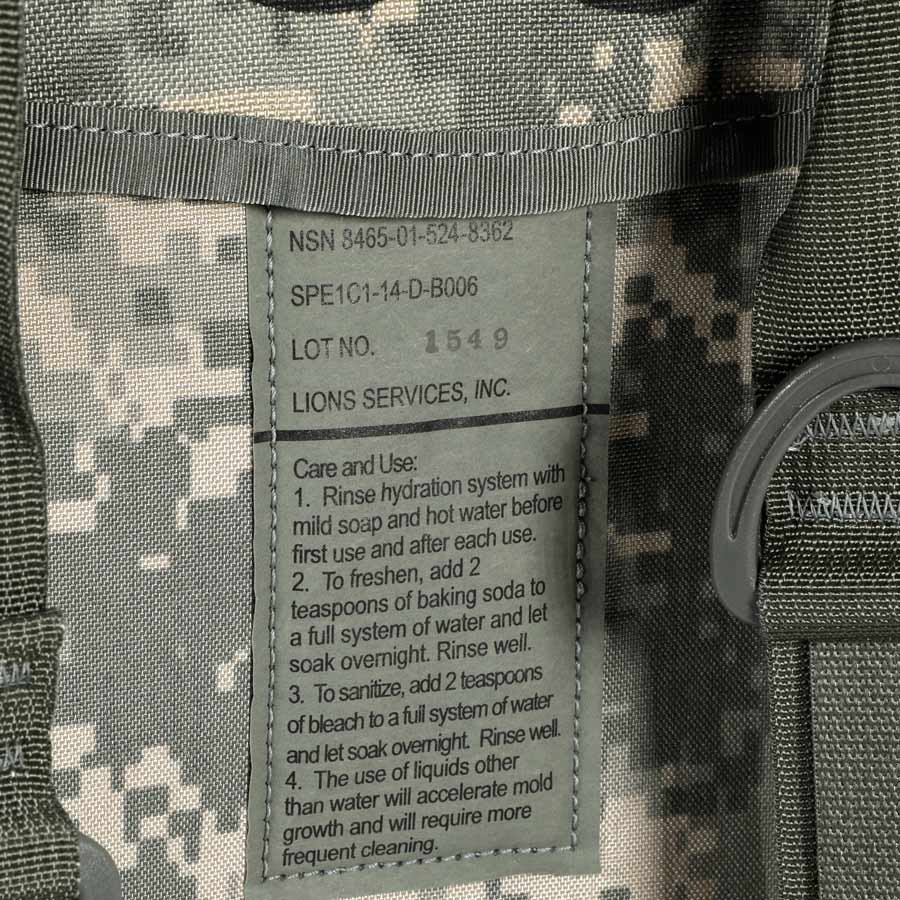 NSN 8465-01-524-8362
SPE1C1-14-D-B006
LOT NO. 1549
LIONS SERVICES, INC.
Care and Use:
1. Rinse hydration system with
mild soap and hot water before
first use and after each use.
2. To freshen, add 2
teaspoons of baking soda to
a full system of water and let
soak overnight. Rinse well.
3. To sanitize, add 2 teaspoons
of bleach to a full system of water
and let soak overnight. Rinse well.
4. The use of liquids other
than water will accelerate mold
growth and will require more
frequent cleaning.